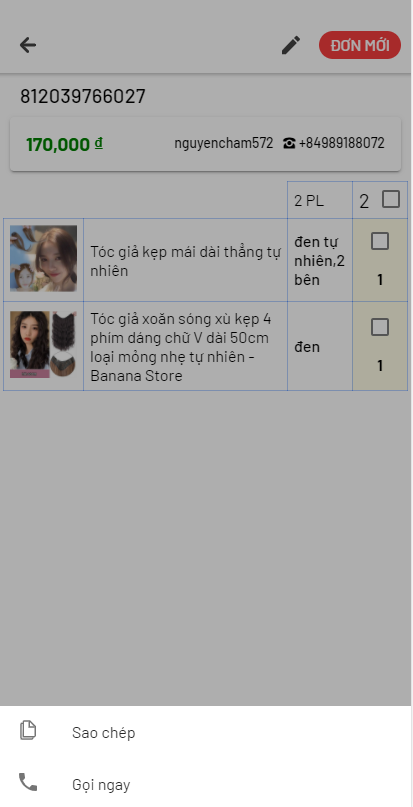 ĐƠN MỚI
812039766027
170,000 ₫ nguyencham572 +84989188072
2 PL 2
Tóc giả kẹp mái dài thẳng tự
nhiên
đen tự
nhiên,2
bên
1
Tóc giả xoăn sóng xù kẹp 4
phím dáng chữ V dài 50cm
loại mỏng nhẹ tự nhiên -
Banana Store
đen
1
Sao chép
Gọi ngay